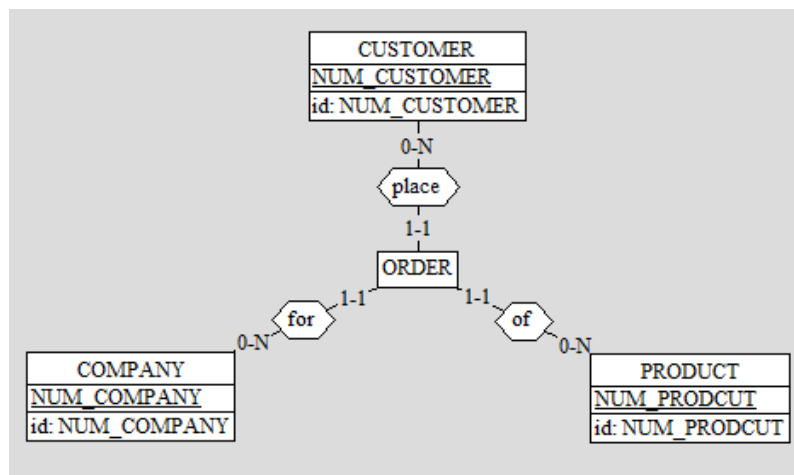 CUSTOMER
NUM_CUSTOMER
id: NUM_CUSTOMER
0-N
place
1-1
ORDER
1-1
1-1
for
of
0-N
0-N
COMPANY
NUM_COMPANY
id: NUM_COMPANY
PRODUCT
NUM_PRODCUT
id: NUM_PRODCUT